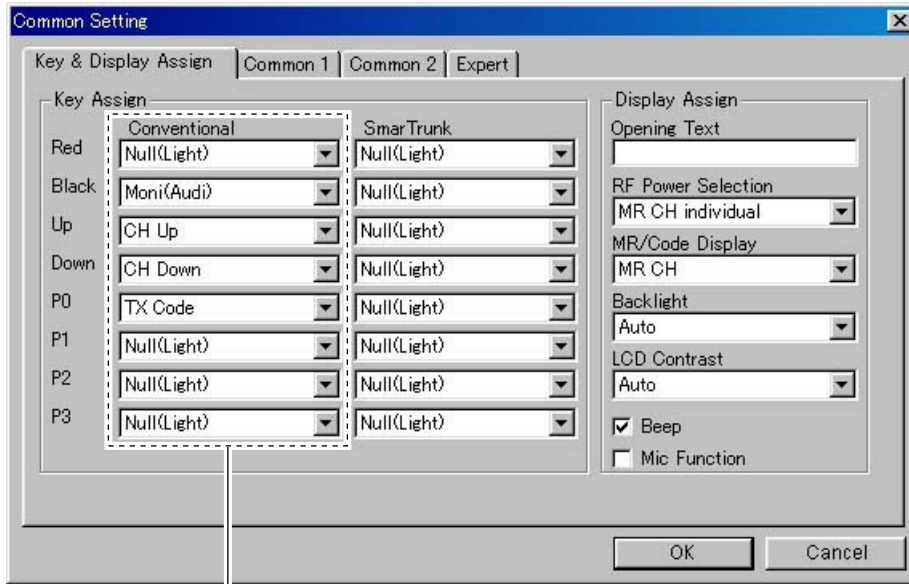 Common Setting
Key & Display Assign Common 1 Common 2 Expert
Key Assign
Conventional SmarTrunk
Red Null(Light) Null(Light)
Black Moni(Audi) Null(Light)
Up CH Up Null(Light)
Down CH Down Null(Light)
P0 TX Code Null(Light)
P1 Null(Light) Null(Light)
P2 Null(Light) Null(Light)
P3 Null(Light) Null(Light)
Display Assign
Opening Text
RF Power Selection
MR CH individual
MR/Code Display
MR CH
Backlight
Auto
LCD Contrast
Auto
Beep
Mic Function
OK Cancel